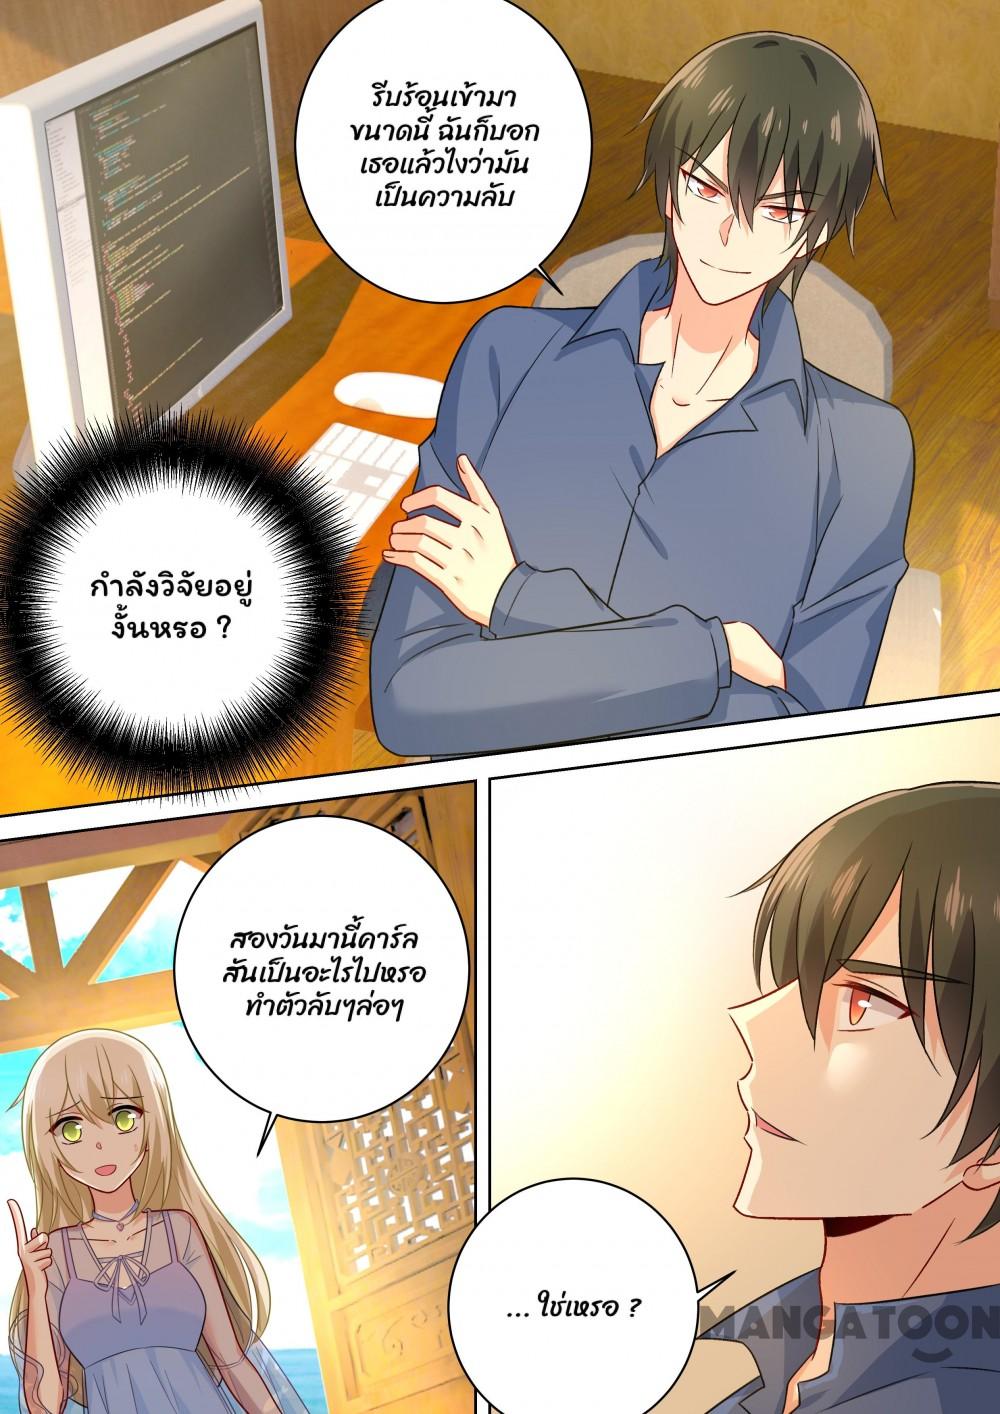 รีบร้อนเข้ามา
ขนาดนี้ ฉันก็บอก
เธอแล้วไงว่ามัน
เป็นความลับ
กำลังวิจัยอยู่
งั้นหรอ ?
สองวันมานี้คาร์ล
สันเป็นอะไรไปหรอ
ทำตัวลับๆล่อๆ
... ใช่เหรอ ?
MANGATOON